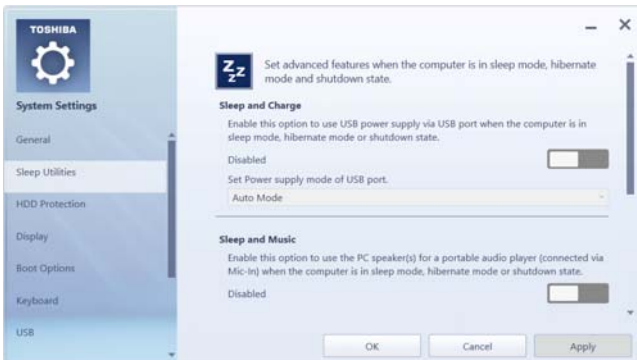 TOSHIBA
System Settings
General
Sleep Utilities
HDD Protection
Display
Boot Options
Keyboard
USB
Z
z
Z
Set advanced features when the computer is in sleep mode, hibernate
mode and shutdown state.
Sleep and Charge
Enable this option to use USB power supply via USB port when the computer is in
sleep mode, hibernate mode or shutdown state.
Disabled
Set Power supply mode of USB port.
Auto Mode
Sleep and Music
Enable this option to use the PC speaker(s) for a portable audio player (connected via
Mic-In) when the computer is in sleep mode, hibernate mode or shutdown state.
Disabled
OK
Cancel
Apply